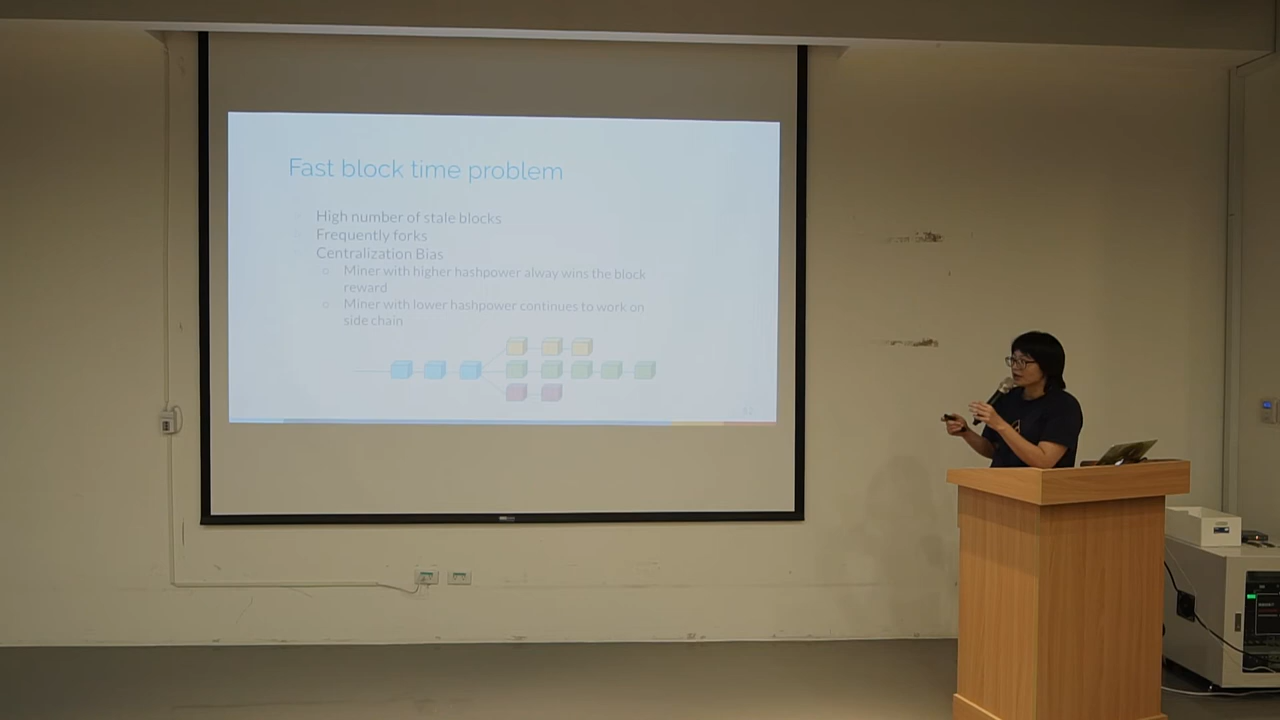 Fast block time problem
High number of stale blocks
Frequently forks
Centralization Bias
Miner with higher hashpower alway wins the block
reward
Miner with lower hashpower continues to work on
side chain